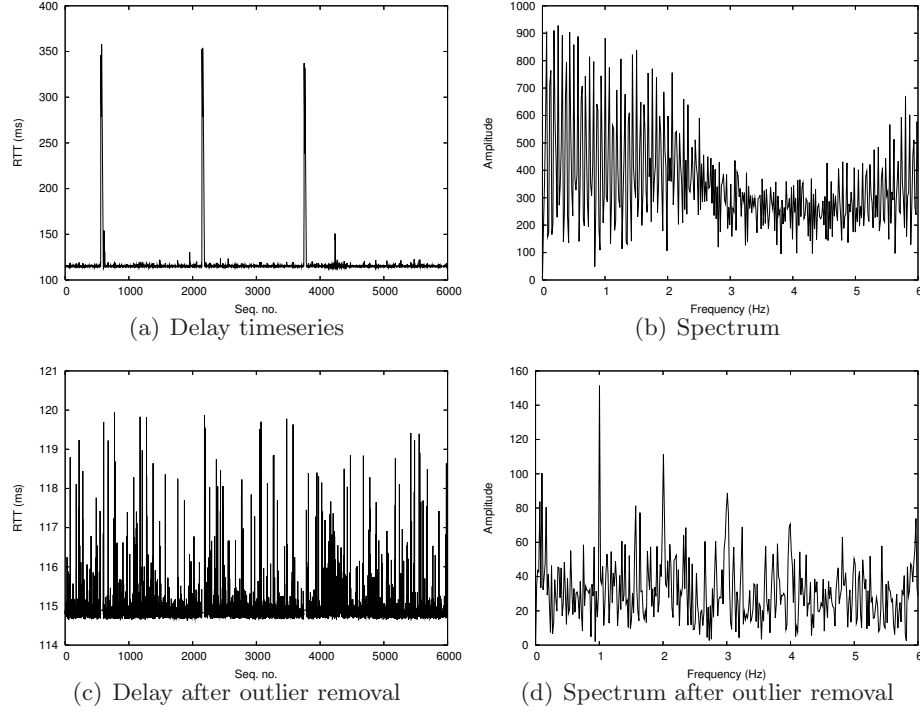 400
350
300
250
200
150
100
RTT (ms)
0 1000 2000 3000 4000 5000 6000
Seq. no.
(a) Delay timeseries
1000
900
800
700
600
500
400
300
200
100
0
Amplitude
0 1 2 3 4 5 6
Frequency (Hz)
(b) Spectrum
121
120
119
118
117
116
115
114
RTT (ms)
0 1000 2000 3000 4000 5000 6000
Seq. no.
(c) Delay after outlier removal
160
140
120
100
80
60
40
20
0
Amplitude
0 1 2 3 4 5 6
Frequency (Hz)
(d) Spectrum after outlier removal